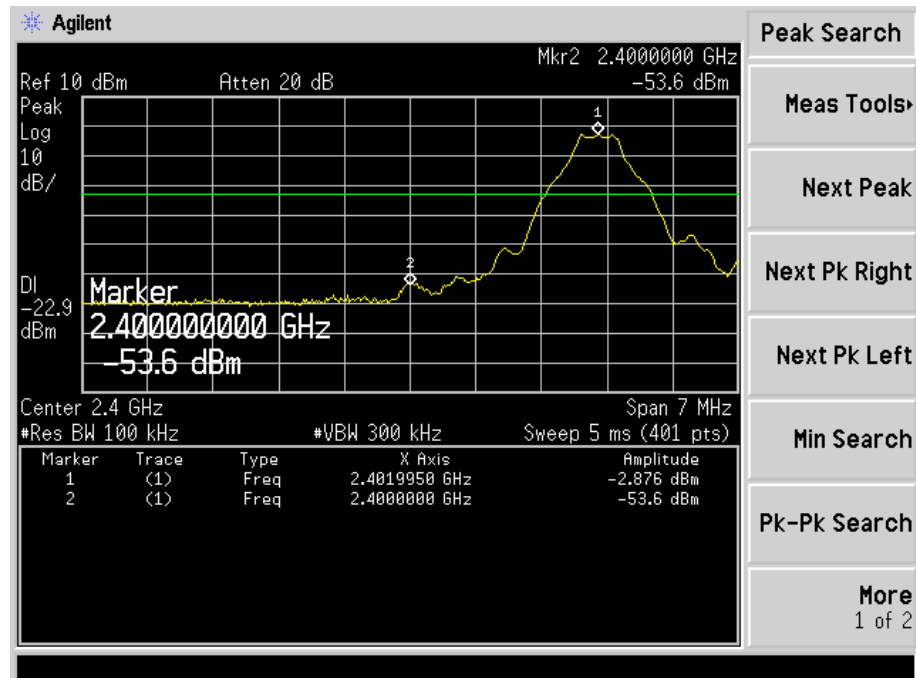 Agilent
Peak Search
Mkr2 2.4000000 GHz
Ref 10 dBm Atten 20 dB -53.6 dBm
Peak
Log
10
dB/
1
2
DI
-22.9
dBm
Marker
2.400000000 GHz
-53.6 dBm
Center 2.4 GHz Span 7 MHz
#Res BW 100 kHz #VBW 300 kHz Sweep 5 ms (401 pts)
Marker Trace Type X Axis Amplitude
1 (1) Freq 2.4019950 GHz -2.876 dBm
2 (1) Freq 2.4000000 GHz -53.6 dBm
Meas Tools▸
Next Peak
Next Pk Right
Next Pk Left
Min Search
Pk-Pk Search
More
1 of 2